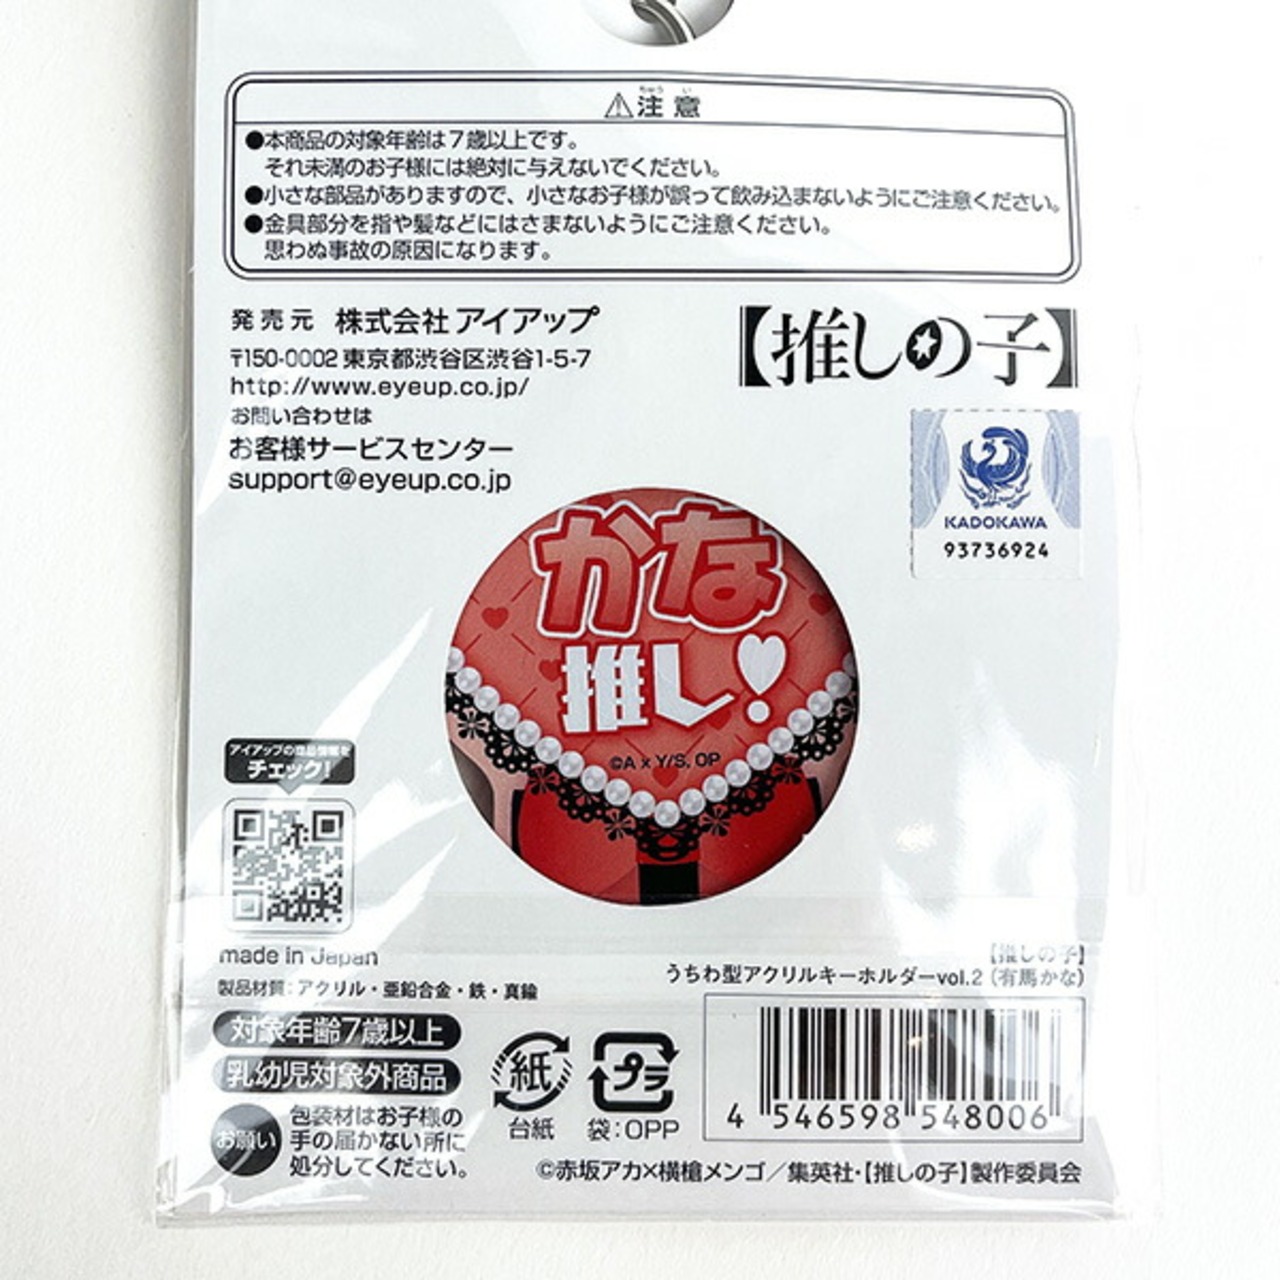 ちゅう い
⚠注意
●本商品の対象年齢は7歳以上です。
それ未満のお子様には絶対に与えないでください。
●小さな部品がありますので、小さなお子様が誤って飲み込まないようにご注意ください。
●金具部分を指や髪などにはさまないようにご注意ください。
思わぬ事故の原因になります。
発売元 株式会社 アイアップ
〒150-0002 東京都渋谷区渋谷1-5-7
http://www.eyeup.co.jp/
お問い合わせは
お客様サービスセンター
support@eyeup.co.jp
【推しの子】
KADOKAWA
93736924
かな
推し!
©A x Y/S, OP
アイアップの商品情報を
チェック!
made in Japan
製品材質:アクリル・亜鉛合金・鉄・真鍮
【推しの子】
うちわ型アクリルキーホルダーvol.2(有馬かな)
対象年齢7歳以上
乳幼児対象外商品
お願い
包装材はお子様の
手の届かない所に
処分してください。
紙
台紙
プラ
袋:OPP
4 546598 548006
©赤坂アカ×横槍メンゴ/集英社・【推しの子】製作委員会